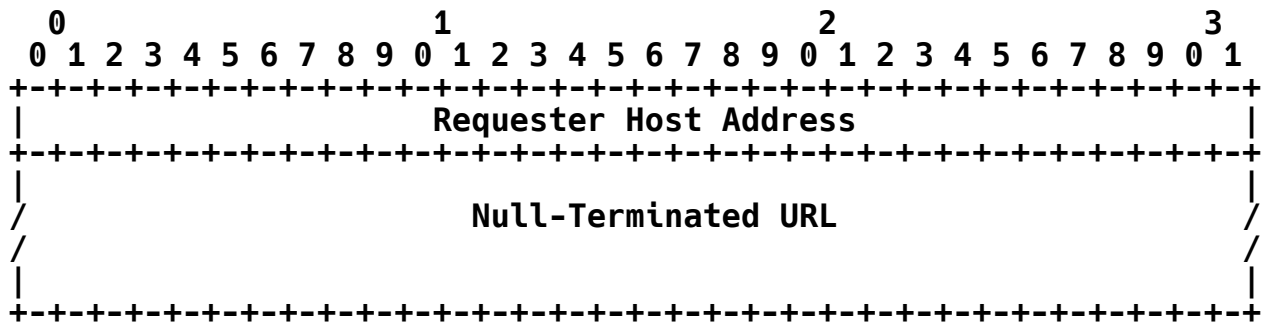 0                   1                   2                   3
 0 1 2 3 4 5 6 7 8 9 0 1 2 3 4 5 6 7 8 9 0 1 2 3 4 5 6 7 8 9 0 1
+-+-+-+-+-+-+-+-+-+-+-+-+-+-+-+-+-+-+-+-+-+-+-+-+-+-+-+-+-+-+-+-+
|                     Requester Host Address                    |
+-+-+-+-+-+-+-+-+-+-+-+-+-+-+-+-+-+-+-+-+-+-+-+-+-+-+-+-+-+-+-+-+
|                                                               |
/                       Null-Terminated URL                     /
/                                                               /
|                                                               |
+-+-+-+-+-+-+-+-+-+-+-+-+-+-+-+-+-+-+-+-+-+-+-+-+-+-+-+-+-+-+-+-+